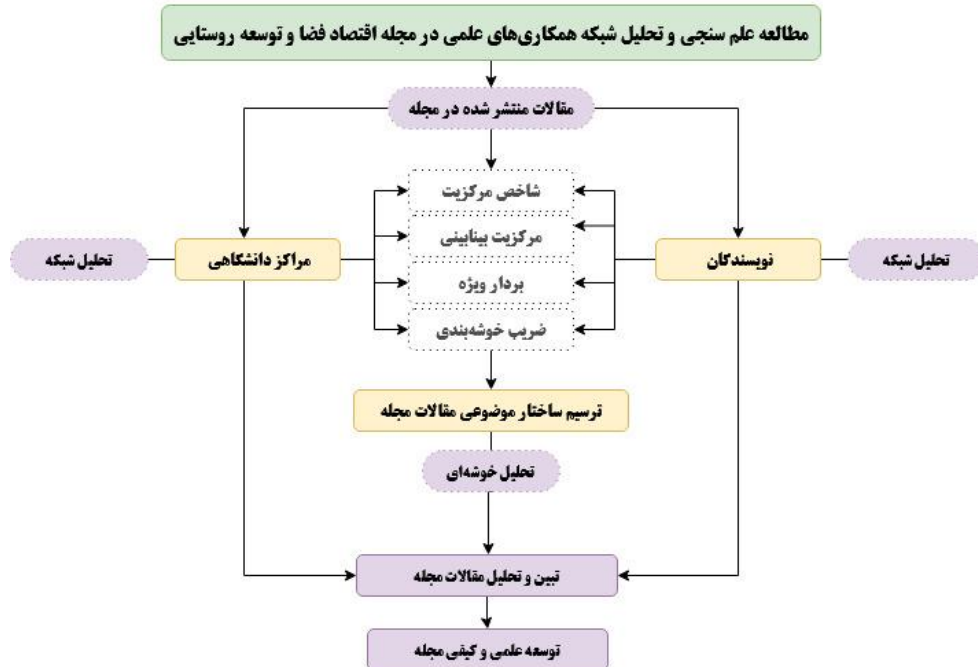 مطالعه علم سنجی و تحلیل شبکه همکاری‌های علمی در مجله اقتصاد فضا و توسعه روستایی
مقالات منتشر شده در مجله
شاخص مرکزیت
مرکزیت بینابینی
بردار ویژه
ضریب خوشه‌بندی
نویسندگان
تحلیل شبکه
مراکز دانشگاهی
تحلیل شبکه
ترسیم ساختار موضوعی مقالات مجله
تحلیل خوشه‌ای
تبین و تحلیل مقالات مجله
توسعه علمی و کیفی مجله